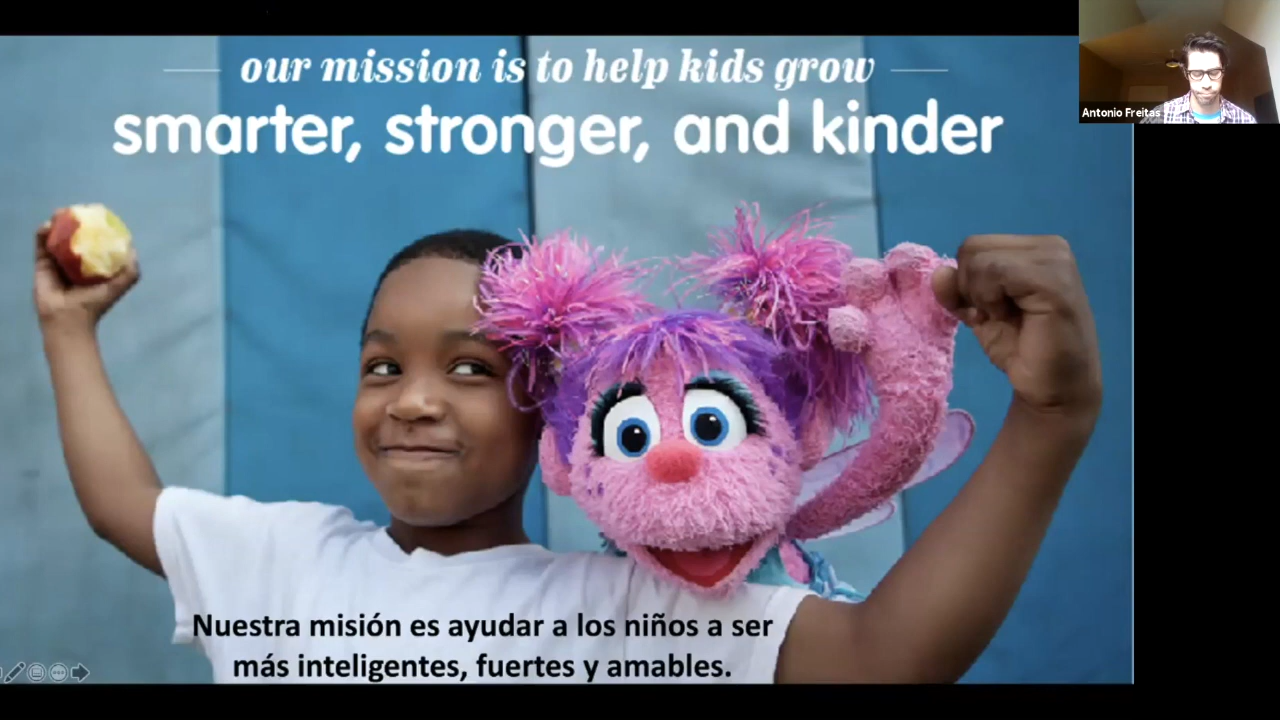 our mission is to help kids grow
smarter, stronger, and kinder
Antonio Freitas
Nuestra misión es ayudar a los niños a ser
más inteligentes, fuertes y amables.